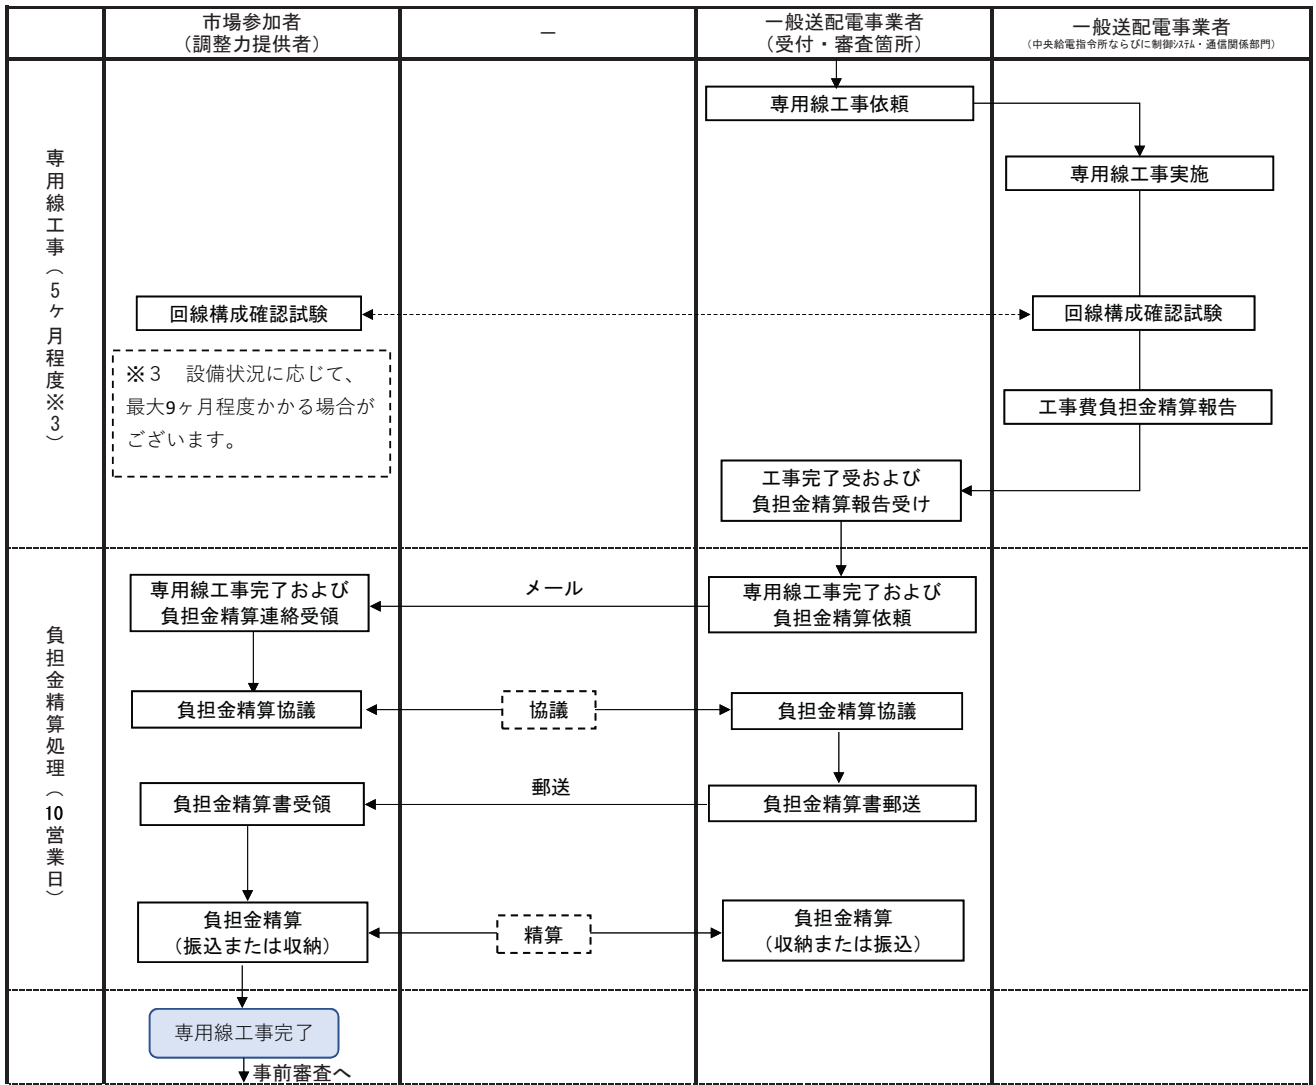 市場参加者
（調整力提供者）
－
一般送配電事業者
（受付・審査箇所）
一般送配電事業者
（中央給電指令所ならびに制御ｼｽﾃﾑ・通信関係部門）
専用線工事（5ヶ月程度※3）
専用線工事依頼
専用線工事実施
回線構成確認試験
回線構成確認試験
※３　設備状況に応じて、
最大9ヶ月程度かかる場合が
ございます。
工事費負担金精算報告
工事完了受および
負担金精算報告受け
負担金精算処理（10営業日）
専用線工事完了および
負担金精算連絡受領
メール
専用線工事完了および
負担金精算依頼
負担金精算協議
協議
負担金精算協議
負担金精算書受領
郵送
負担金精算書郵送
負担金精算
（振込または収納）
精算
負担金精算
（収納または振込）
専用線工事完了
事前審査へ